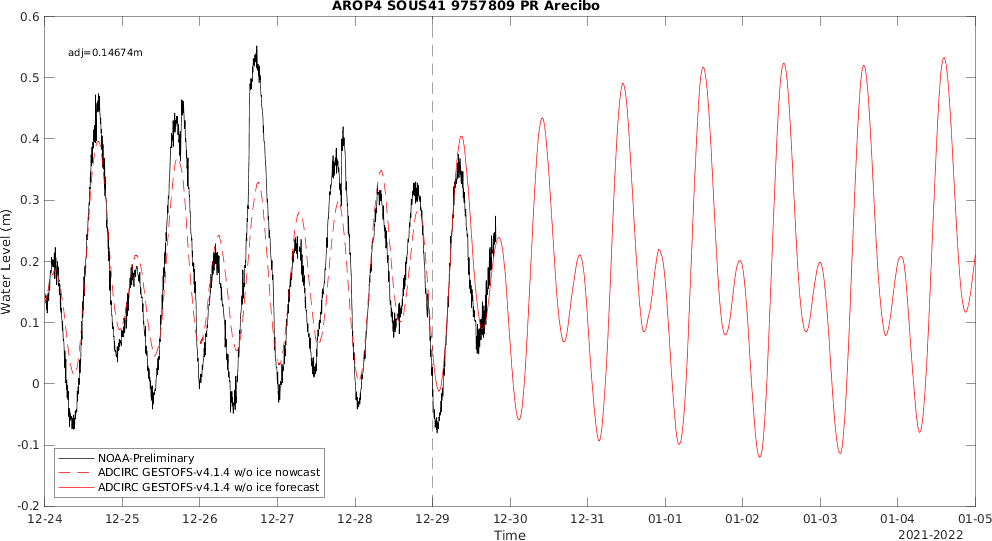 AROP4 SOUS41 9757809 PR Arecibo
0.6
adj=0.14674m
0.5
0.4
0.3
0.2
0.1
0
-0.1
-0.2
Water Level (m)
NOAA-Preliminary
ADCIRC GESTOFS-v4.1.4 w/o ice nowcast
ADCIRC GESTOFS-v4.1.4 w/o ice forecast
12-24 12-25 12-26 12-27 12-28 12-29 12-30 12-31 01-01 01-02 01-03 01-04 01-05
Time
2021-2022